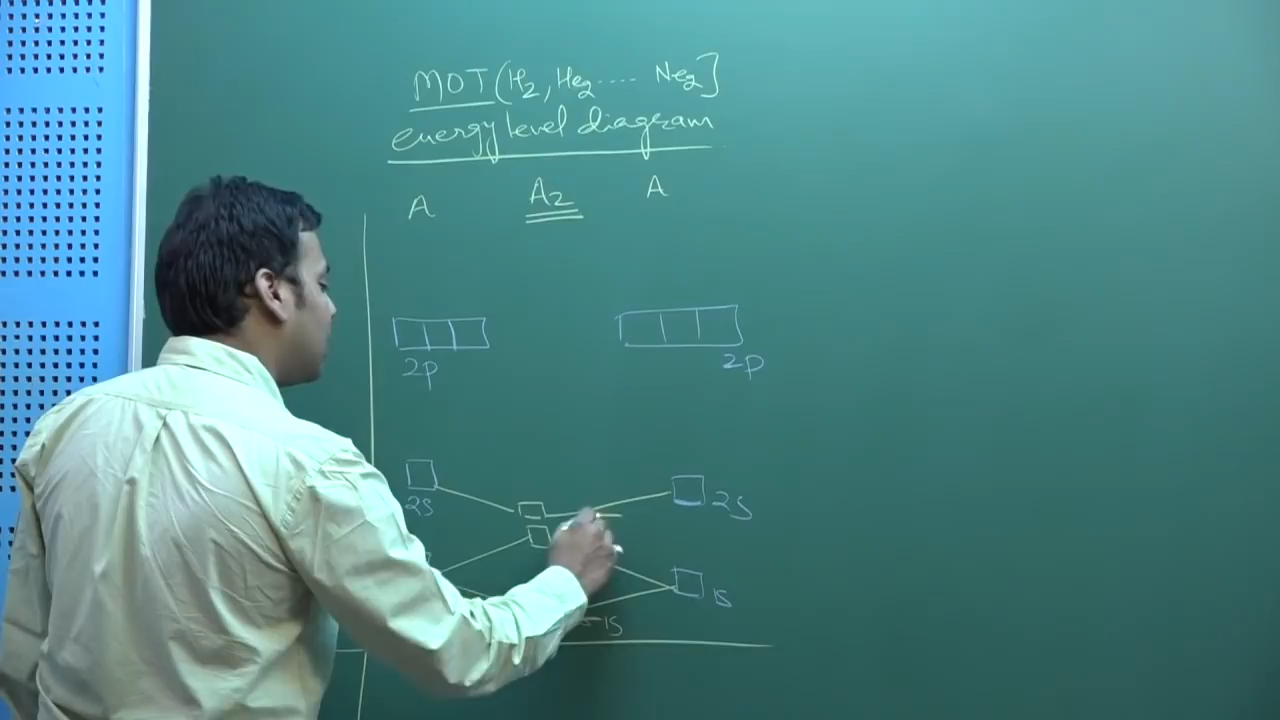 MOT (H2, He2 .... Ne2]
energy level diagram
A A2 A
2p 2p
2s 2s
1s
1s